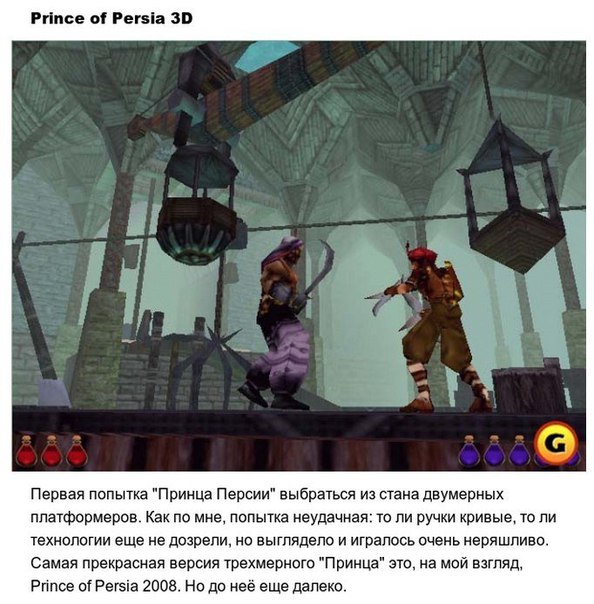 Prince of Persia 3D
G
Первая попытка "Принца Персии" выбраться из стана двумерных
платформеров. Как по мне, попытка неудачная: то ли ручки кривые, то ли
технологии еще не дозрели, но выглядело и игралось очень неряшливо.
Самая прекрасная версия трехмерного "Принца" это, на мой взгляд,
Prince of Persia 2008. Но до неё еще далеко.